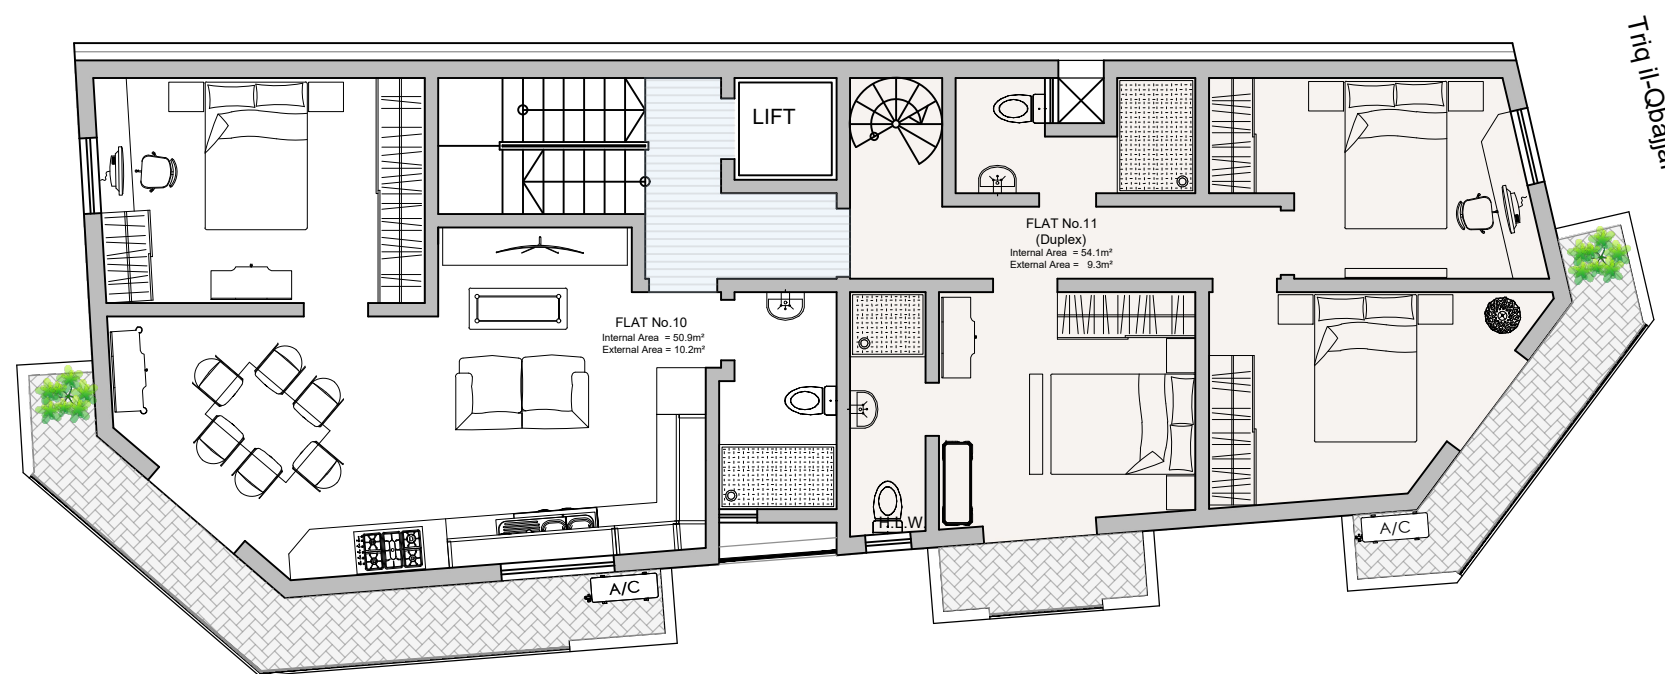 Triq il-Qbajjar
LIFT
FLAT No.11
(Duplex)
Internal Area = 54.1m²
External Area = 9.3m²
FLAT No.10
Internal Area = 50.9m²
External Area = 10.2m²
H.L.W.
A/C
A/C